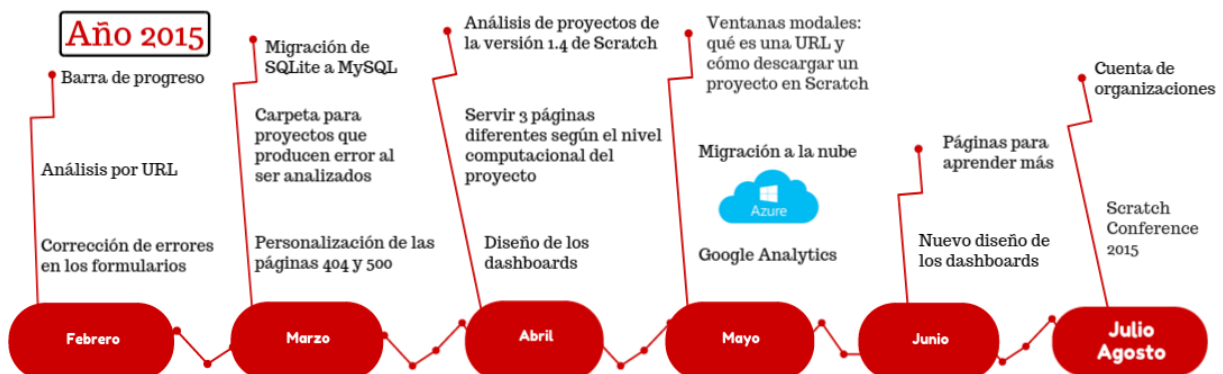 Año 2015
Barra de progreso
Análisis por URL
Corrección de errores
en los formularios
Febrero
Migración de
SQLite a MySQL
Carpeta para
proyectos que
producen error al
ser analizados
Personalización de las
páginas 404 y 500
Marzo
Análisis de proyectos de
la versión 1.4 de Scratch
Servir 3 páginas
diferentes según el nivel
computacional del
proyecto
Diseño de los
dashboards
Abril
Ventanas modales:
qué es una URL y
cómo descargar un
proyecto en Scratch
Migración a la nube
Azure
Google Analytics
Mayo
Páginas para
aprender más
Nuevo diseño de
los dashboards
Junio
Cuenta de
organizaciones
Scratch
Conference
2015
Julio
Agosto